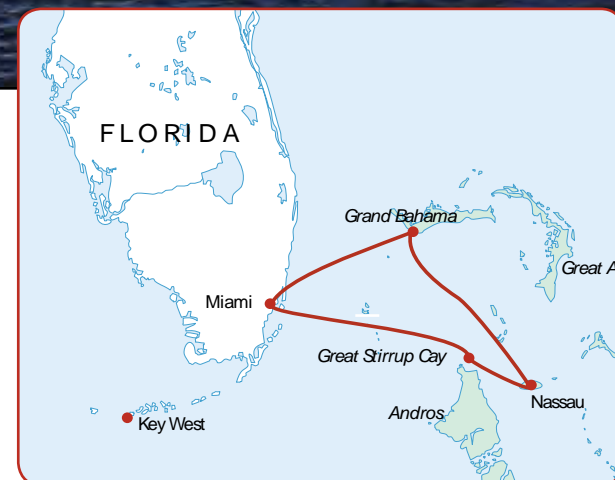 FLORIDA
Grand Bahama
Great A
Miami
Great Stirrup Cay
Nassau
Andros
Key West